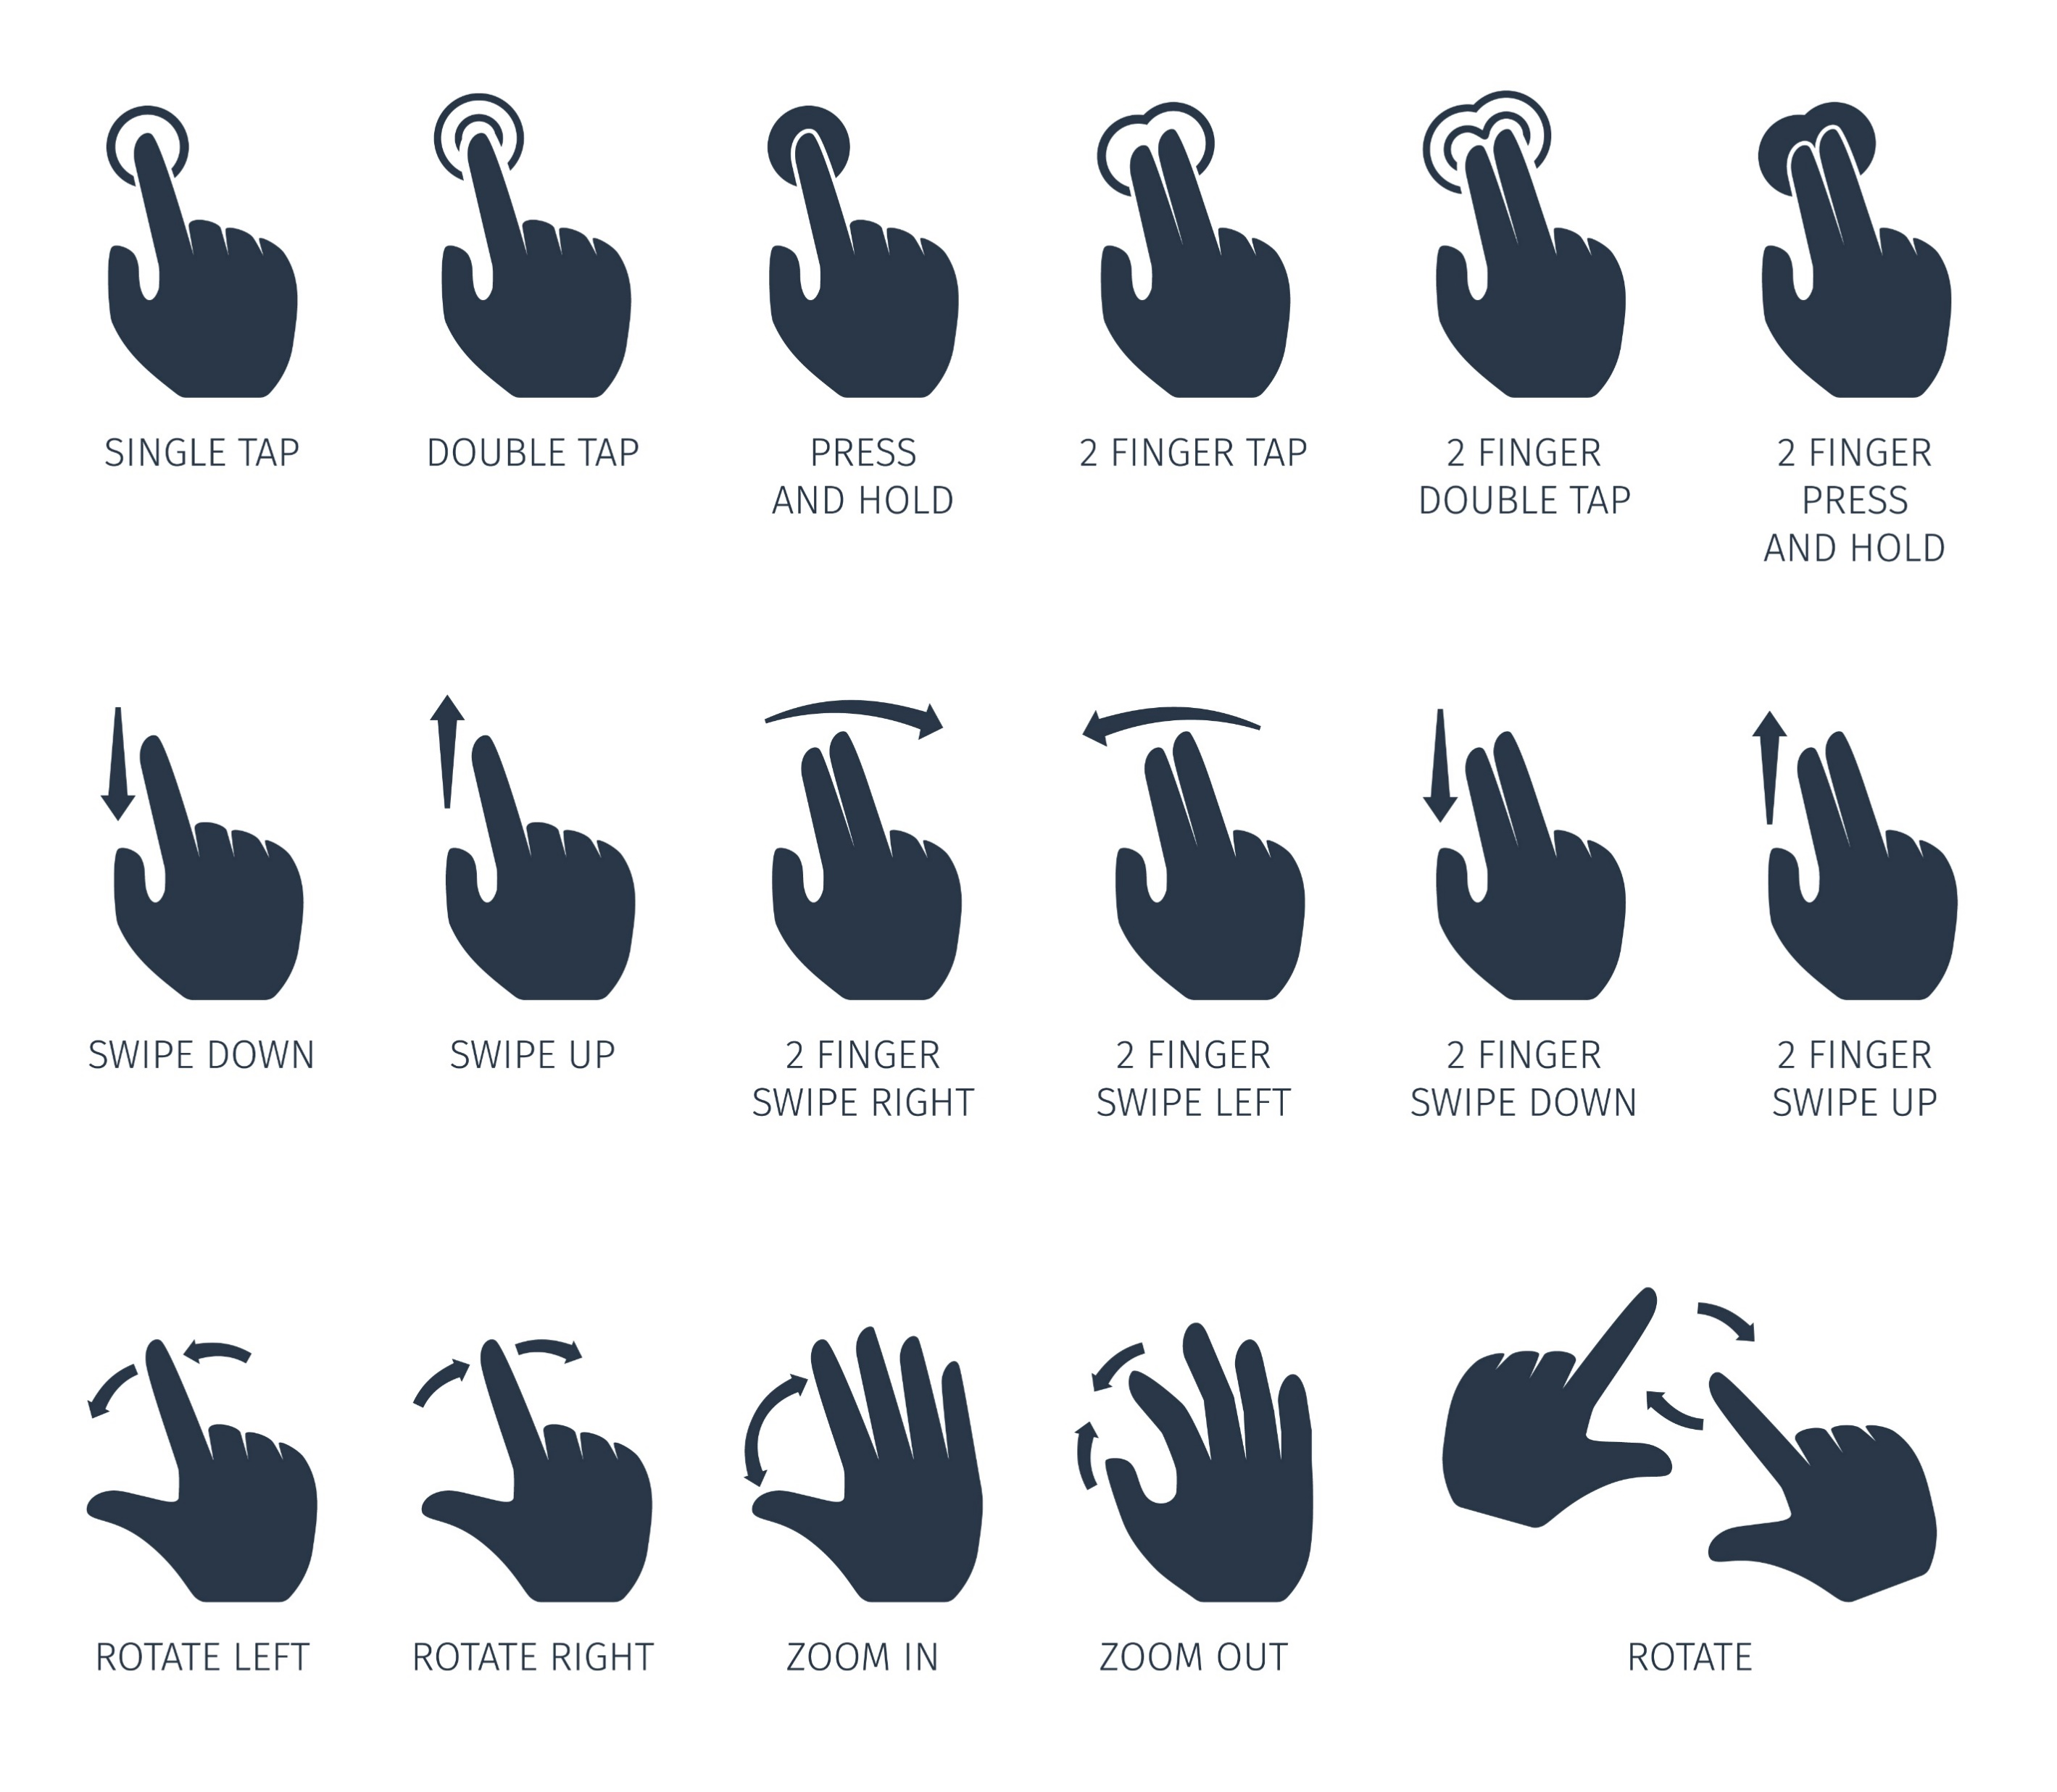 SINGLE TAP
DOUBLE TAP
PRESS
AND HOLD
2 FINGER TAP
2 FINGER
DOUBLE TAP
2 FINGER
PRESS
AND HOLD
SWIPE DOWN
SWIPE UP
2 FINGER
SWIPE RIGHT
2 FINGER
SWIPE LEFT
2 FINGER
SWIPE DOWN
2 FINGER
SWIPE UP
ROTATE LEFT
ROTATE RIGHT
ZOOM IN
ZOOM OUT
ROTATE